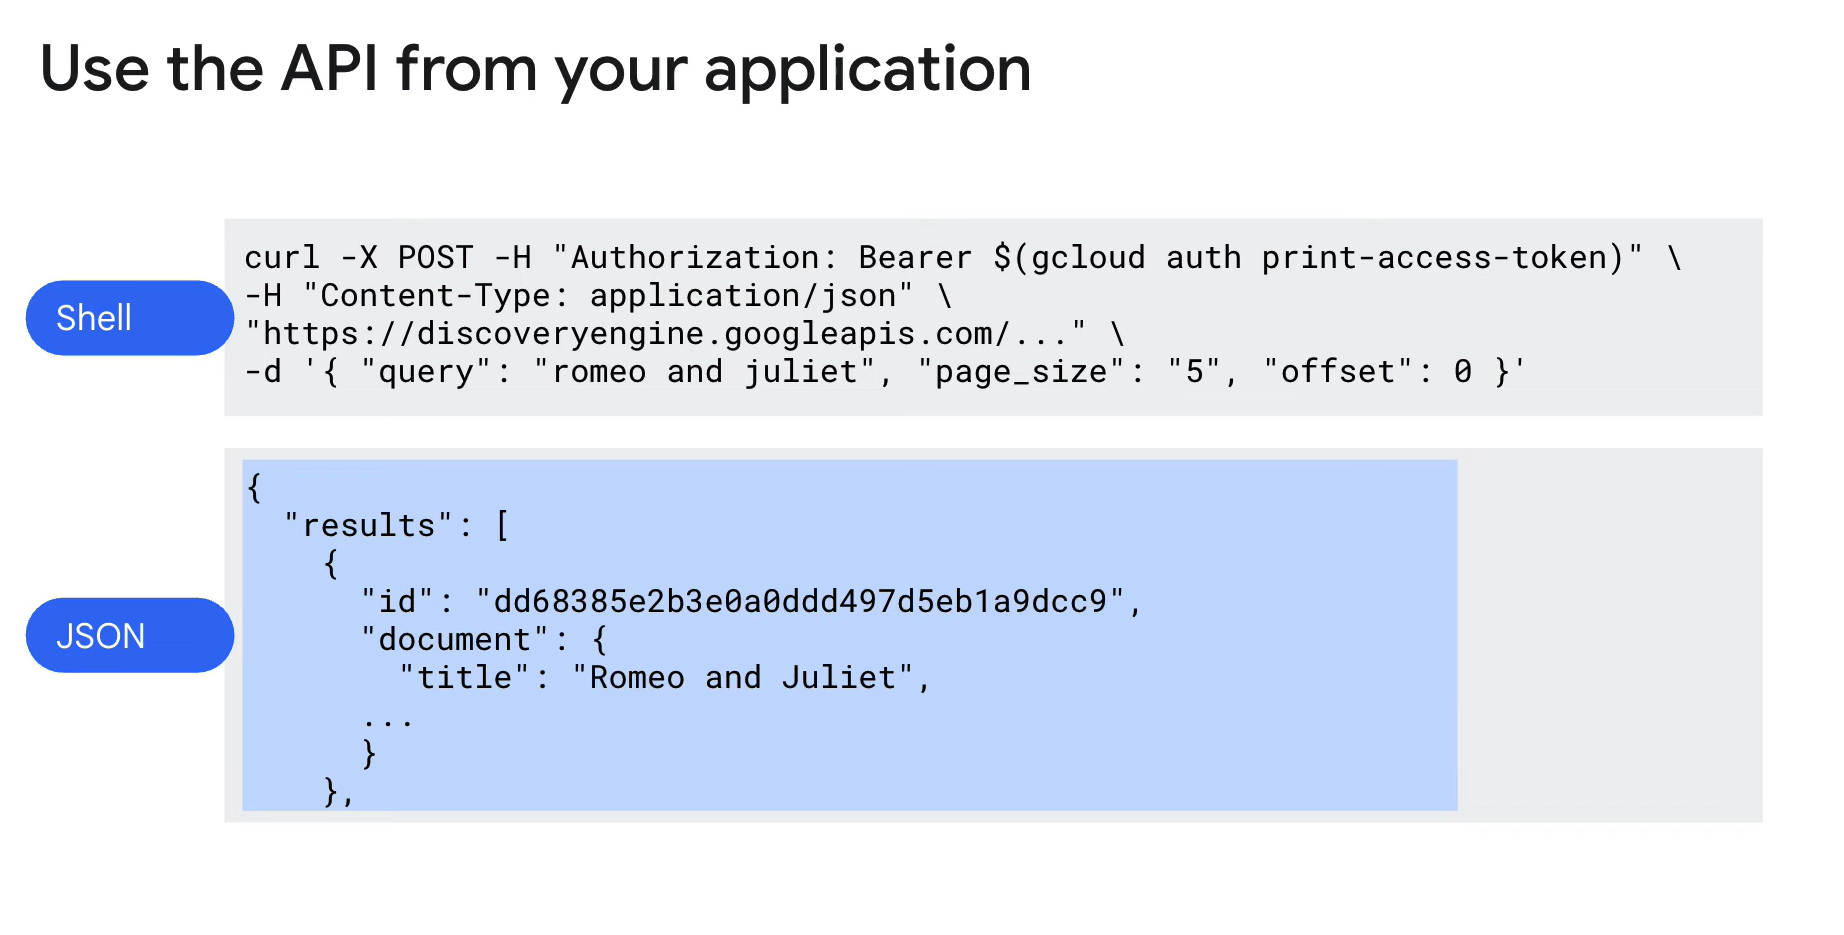 Use the API from your application
Shell
curl -X POST -H "Authorization: Bearer $(gcloud auth print-access-token)" \
-H "Content-Type: application/json" \
"https://discoveryengine.googleapis.com/..." \
-d '{ "query": "romeo and juliet", "page_size": "5", "offset": 0 }'
JSON
{
  "results": [
    {
      "id": "dd68385e2b3e0a0ddd497d5eb1a9dcc9",
      "document": {
        "title": "Romeo and Juliet",
      ...
      }
    },